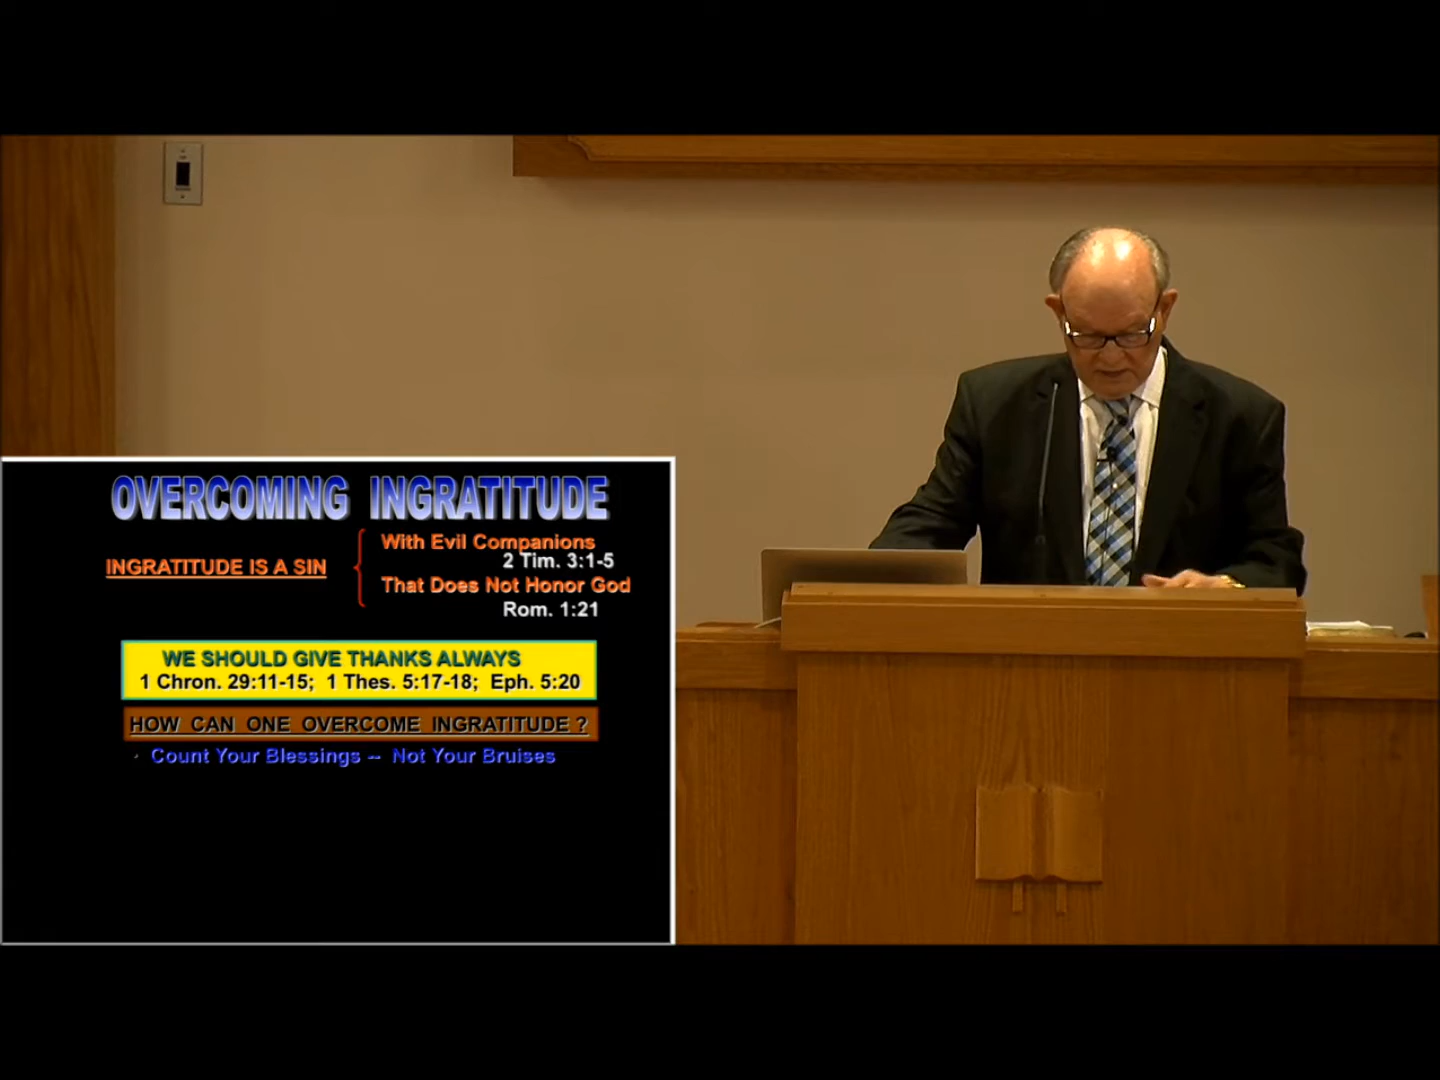 OVERCOMING INGRATITUDE
INGRATITUDE IS A SIN
With Evil Companions
2 Tim. 3:1-5
That Does Not Honor God
Rom. 1:21
WE SHOULD GIVE THANKS ALWAYS
1 Chron. 29:11-15; 1 Thes. 5:17-18; Eph. 5:20
HOW CAN ONE OVERCOME INGRATITUDE ?
· Count Your Blessings -- Not Your Bruises